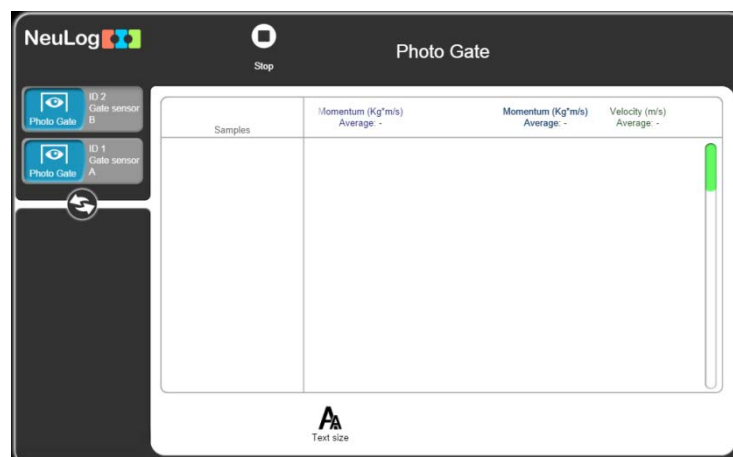 NeuLog
Stop
Photo Gate
ID 2
Gate sensor
B
Photo Gate
ID 1
Gate sensor
A
Photo Gate
Samples
Momentum (Kg*m/s)
Average: -
Momentum (Kg*m/s)
Average: -
Velocity (m/s)
Average: -
Text size